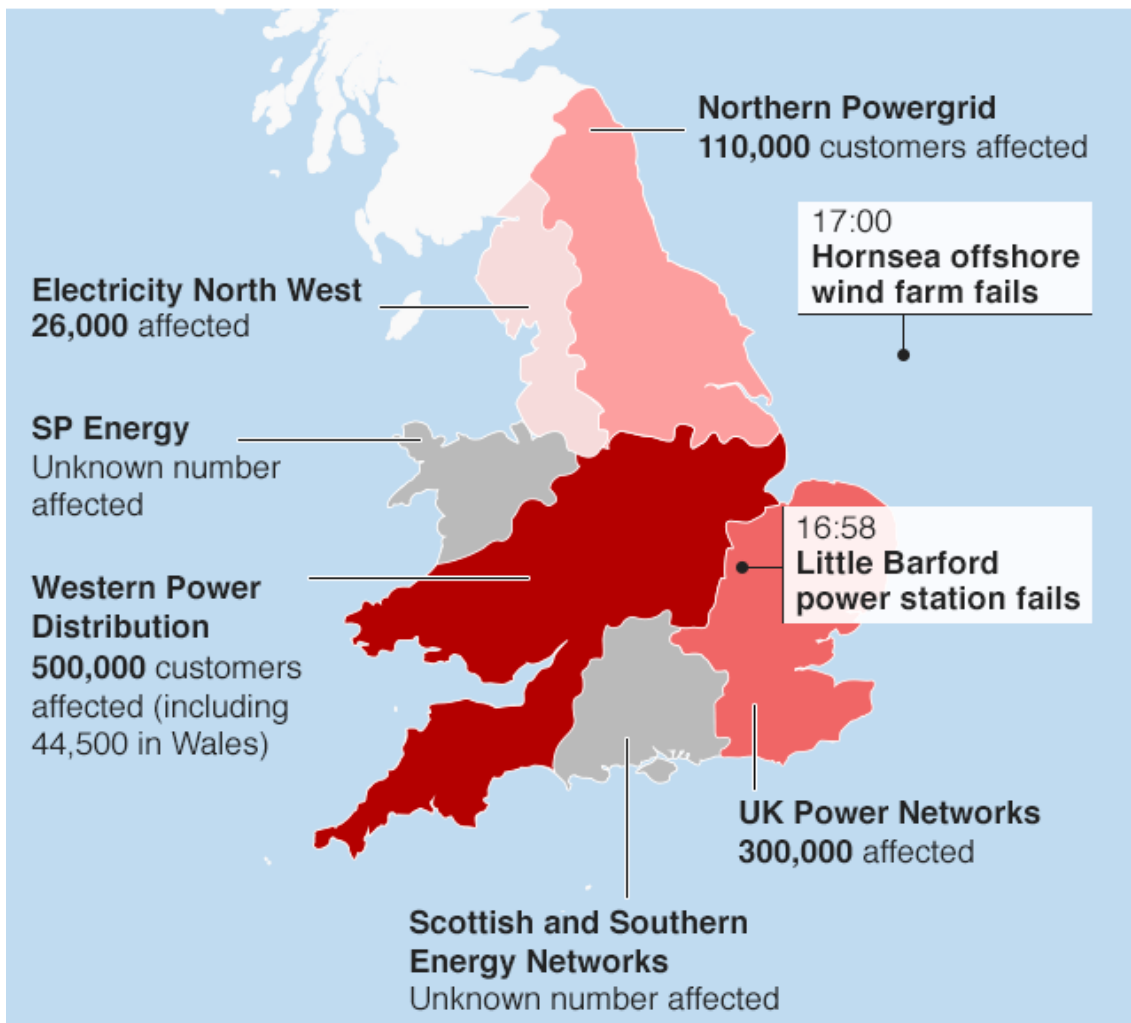 Northern Powergrid
110,000 customers affected
17:00
Hornsea offshore
wind farm fails
Electricity North West
26,000 affected
SP Energy
Unknown number
affected
16:58
Little Barford
power station fails
Western Power
Distribution
500,000 customers
affected (including
44,500 in Wales)
UK Power Networks
300,000 affected
Scottish and Southern
Energy Networks
Unknown number affected